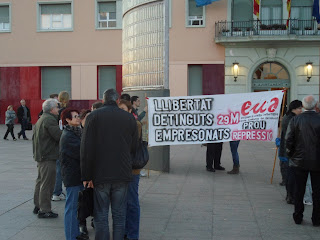 LLIBERTAT
DETINGUTS 29M
EMPRESONATS
eua
PROU
REPRESSIÓ